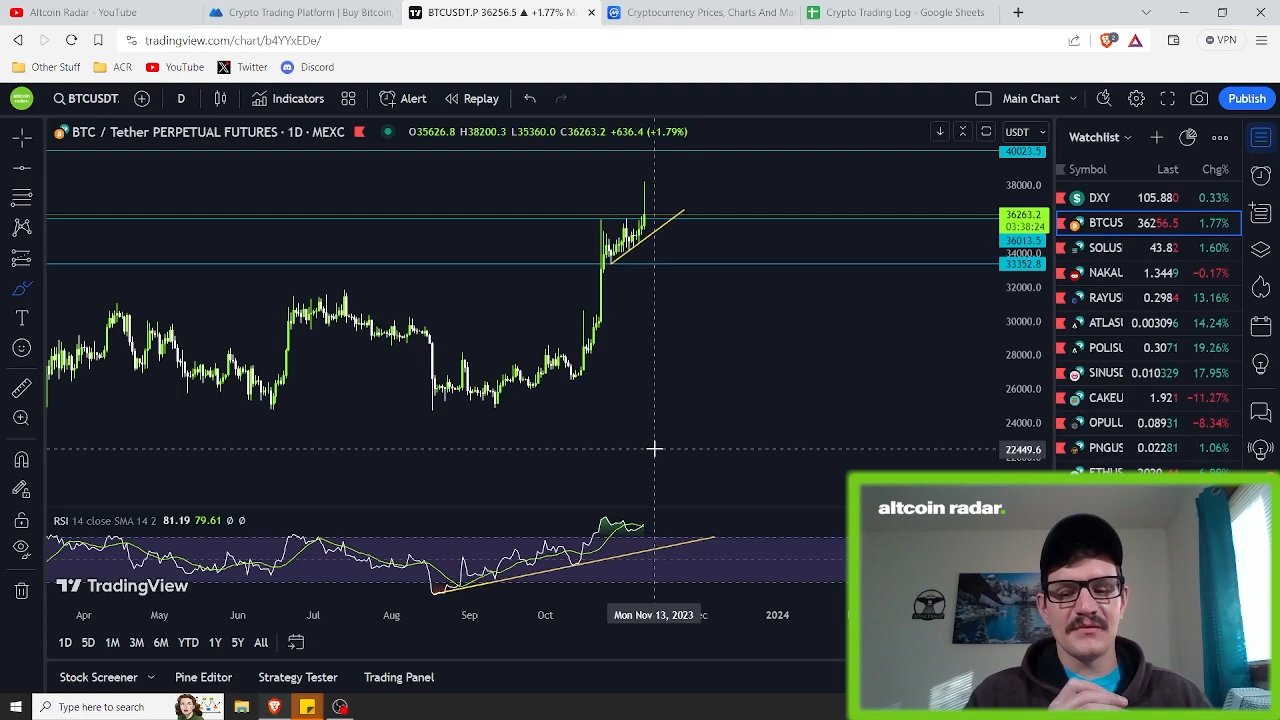 Altcoin Radar - YouTube
Crypto Trading Platform | Buy Bitcoin,
BTCUSDT.P 36256.5 ▲ +1.77% M
Cryptocurrency Prices, Charts And Ma
Crypto Trading Log - Google Sheets
tradingview.com/chart/b4YYxEDe/
2
VPN
Other Stuff
ACR
YouTube
Twitter
Discord
altcoin radar.
BTCUSDT.
D
Indicators
Alert
Replay
Main Chart
Publish
BTC / Tether PERPETUAL FUTURES · 1D · MEXC
O35626.8 H38200.3 L35360.0 C36263.2 +636.4 (+1.79%)
USDT
40023.5
38000.0
36263.2
03:38:24
36013.5
34000.0
33352.8
32000.0
30000.0
28000.0
26000.0
24000.0
22449.6
Watchlist
Symbol Last Chg%
DXY 105.880 0.33%
BTCUS 36256.5 1.77%
SOLUS 43.82 1.60%
NAKAU 1.3449 −0.17%
RAYUS 0.2984 13.16%
ATLAS 0.003096 14.24%
POLIS 0.3071 19.26%
SINUS 0.010329 17.95%
CAKEU 1.921 −11.27%
OPULL 0.08931 −8.34%
PNGUS 0.02281 1.06%
RSI 14 close SMA 14 2 81.19 79.61 ∅ ∅
TradingView
Apr May Jun Jul Aug Sep Oct Mon Nov 13, 2023 2024
1D 5D 1M 3M 6M YTD 1Y 5Y All
Stock Screener
Pine Editor
Strategy Tester
Trading Panel
altcoin radar.
Type here to search